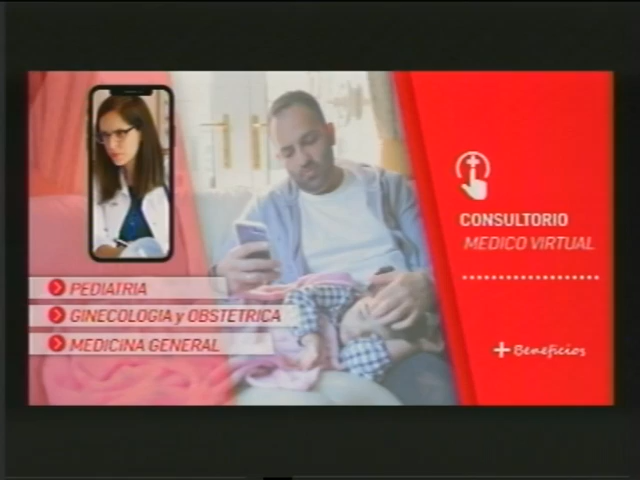 PEDIATRIA
GINECOLOGIA y OBSTETRICA
MEDICINA GENERAL
CONSULTORIO
MEDICO VIRTUAL
+ Beneficios